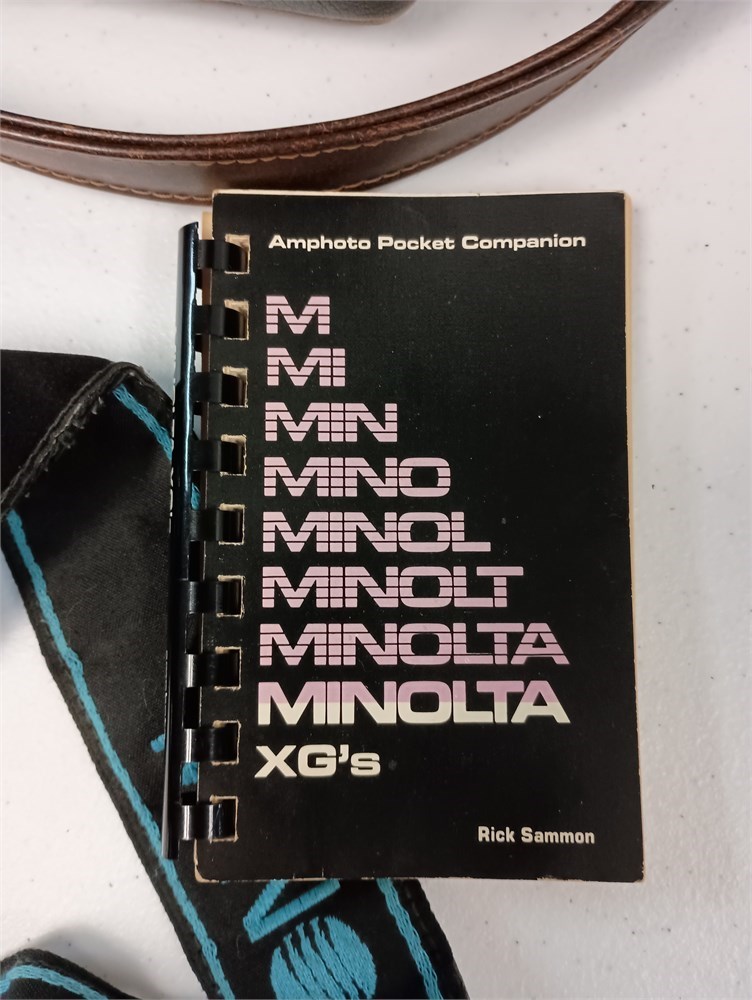 Amphoto Pocket Companion
M
MI
MIN
MINO
MINOL
MINOLT
MINOLTA
MINOLTA
XG's
Rick Sammon